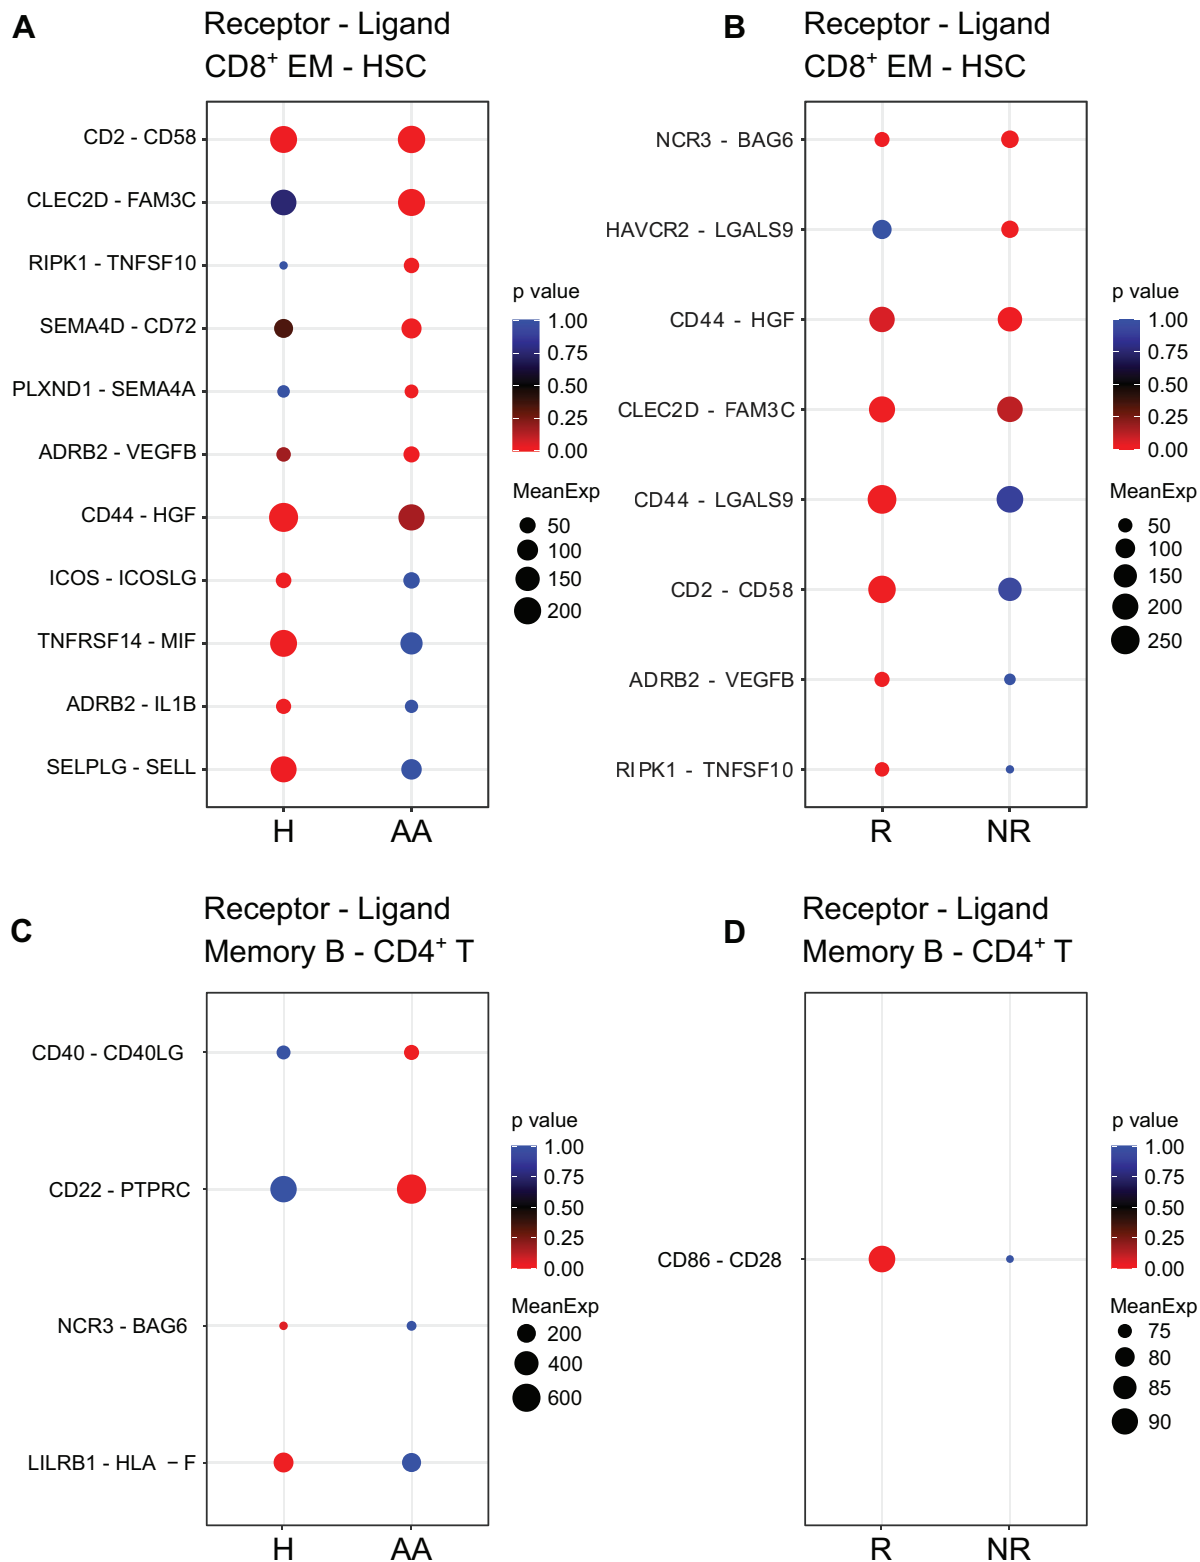 A
Receptor - Ligand
CD8⁺ EM - HSC
CD2 - CD58
CLEC2D - FAM3C
RIPK1 - TNFSF10
SEMA4D - CD72
PLXND1 - SEMA4A
ADRB2 - VEGFB
CD44 - HGF
ICOS - ICOSLG
TNFRSF14 - MIF
ADRB2 - IL1B
SELPLG - SELL
H AA
p value
1.00
0.75
0.50
0.25
0.00
MeanExp
50
100
150
200
B
Receptor - Ligand
CD8⁺ EM - HSC
NCR3 - BAG6
HAVCR2 - LGALS9
CD44 - HGF
CLEC2D - FAM3C
CD44 - LGALS9
CD2 - CD58
ADRB2 - VEGFB
RIPK1 - TNFSF10
R NR
p value
1.00
0.75
0.50
0.25
0.00
MeanExp
50
100
150
200
250
C
Receptor - Ligand
Memory B - CD4⁺ T
CD40 - CD40LG
CD22 - PTPRC
NCR3 - BAG6
LILRB1 - HLA − F
H AA
p value
1.00
0.75
0.50
0.25
0.00
MeanExp
200
400
600
D
Receptor - Ligand
Memory B - CD4⁺ T
CD86 - CD28
R NR
p value
1.00
0.75
0.50
0.25
0.00
MeanExp
75
80
85
90